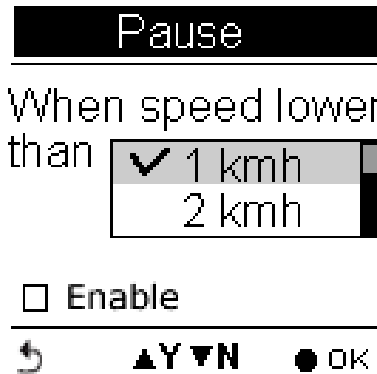 Pause
When speed lower
than ✓ 1 kmh
2 kmh
☐ Enable
▲Y ▼N ● OK